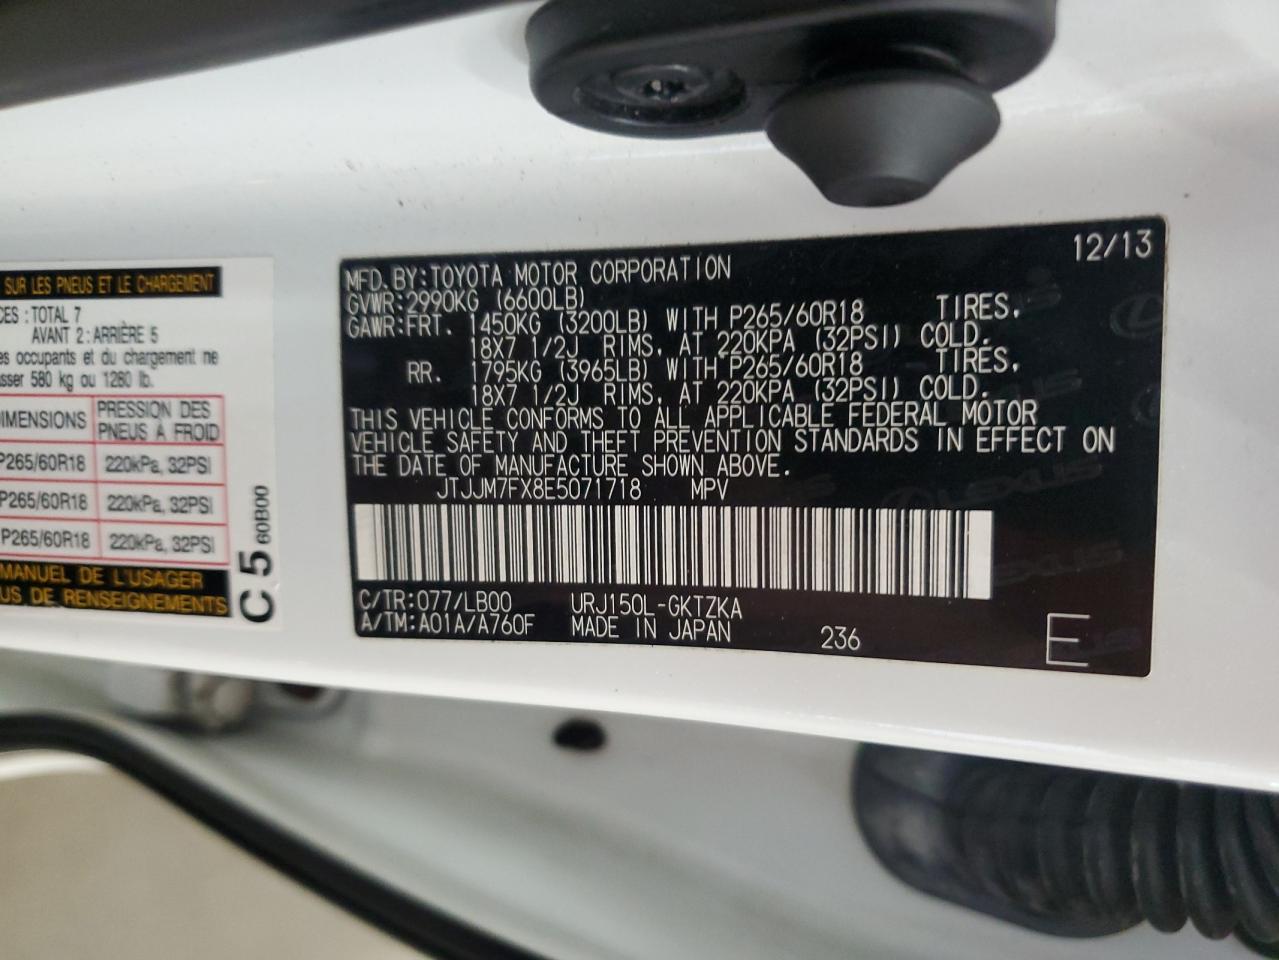 SUR LES PNEUS ET LE CHARGEMENT
CES : TOTAL 7
AVANT 2 : ARRIÈRE 5
es occupants et du chargement ne
asser 580 kg ou 1280 lb.
DIMENSIONS PRESSION DES PNEUS À FROID
P265/60R18 220kPa, 32PSI
P265/60R18 220kPa, 32PSI
P265/60R18 220kPa, 32PSI
MANUEL DE L'USAGER
US DE RENSEIGNEMENTS
C 5 60B00
12/13
MFD. BY: TOYOTA MOTOR CORPORATION
GVWR: 2990KG (6600LB)
GAWR: FRT. 1450KG (3200LB) WITH P265/60R18 TIRES,
18X7 1/2J RIMS, AT 220KPA (32PSI) COLD.
RR. 1795KG (3965LB) WITH P265/60R18 TIRES,
18X7 1/2J RIMS, AT 220KPA (32PSI) COLD.
THIS VEHICLE CONFORMS TO ALL APPLICABLE FEDERAL MOTOR
VEHICLE SAFETY AND THEFT PREVENTION STANDARDS IN EFFECT ON
THE DATE OF MANUFACTURE SHOWN ABOVE.
JTJJM7FX8E5071718 MPV
C/TR: 077/LB00 URJ150L-GKTZKA
A/TM: A01A/A760F MADE IN JAPAN 236
E
LEXUS